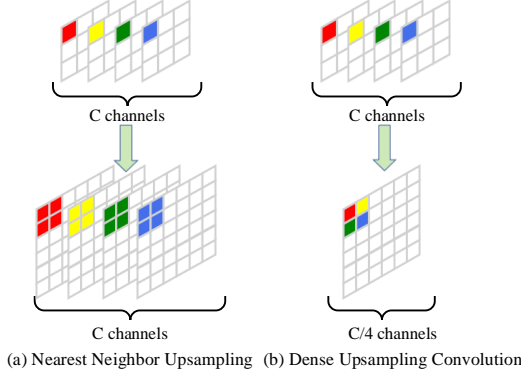 C channels
C channels
C channels
C/4 channels
(a) Nearest Neighbor Upsampling
(b) Dense Upsampling Convolution